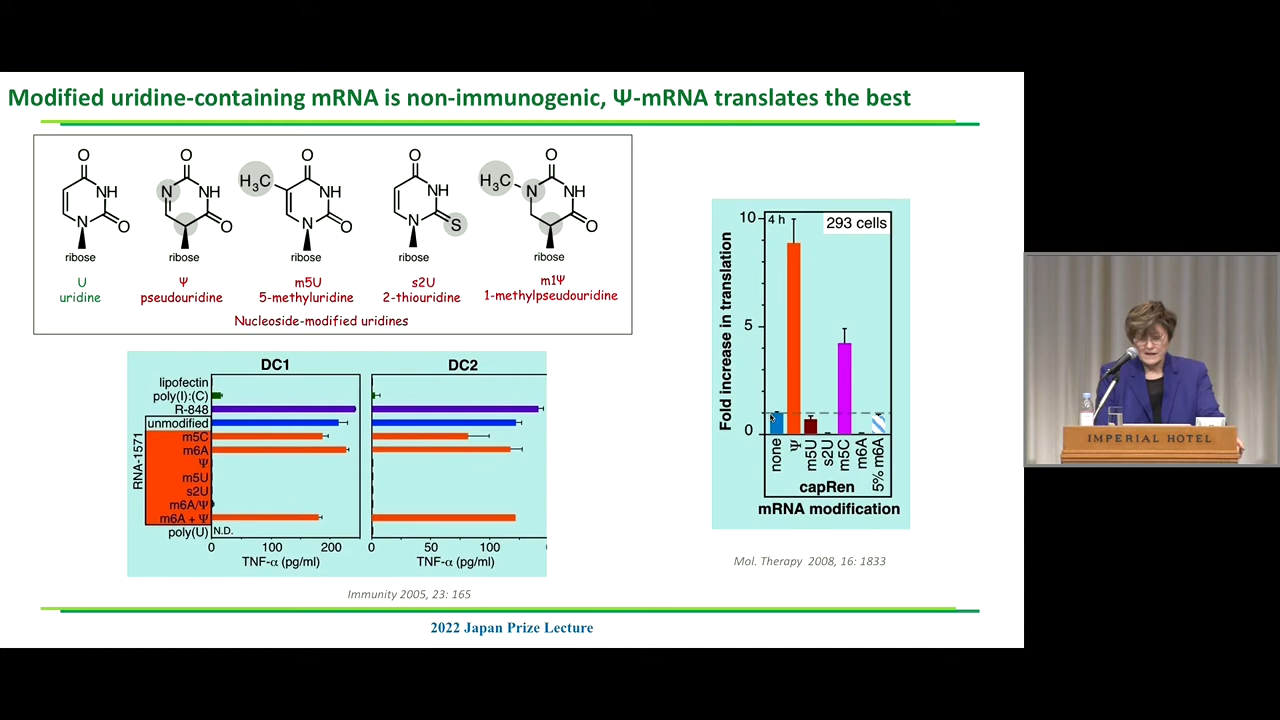 Modified uridine-containing mRNA is non-immunogenic, Ψ-mRNA translates the best
O
NH
N
O
ribose
U
uridine
O
N
NH
O
ribose
Ψ
pseudouridine
O
H₃C
NH
N
O
ribose
m5U
5-methyluridine
O
NH
N
S
ribose
s2U
2-thiouridine
O
H₃C
N
NH
O
ribose
m1Ψ
1-methylpseudouridine
Nucleoside-modified uridines
DC1
DC2
lipofectin
poly(I):(C)
R-848
unmodified
m5C
m6A
Ψ
m5U
s2U
m6A/Ψ
m6A + Ψ
poly(U)
RNA-1571
N.D.
0 100 200
TNF-α (pg/ml)
0 50 100
TNF-α (pg/ml)
Immunity 2005, 23: 165
Fold increase in translation
10
5
0
4 h
293 cells
none
Ψ
m5U
s2U
m5C
m6A
5% m6A
capRen
mRNA modification
Mol. Therapy 2008, 16: 1833
2022 Japan Prize Lecture
IMPERIAL HOTEL